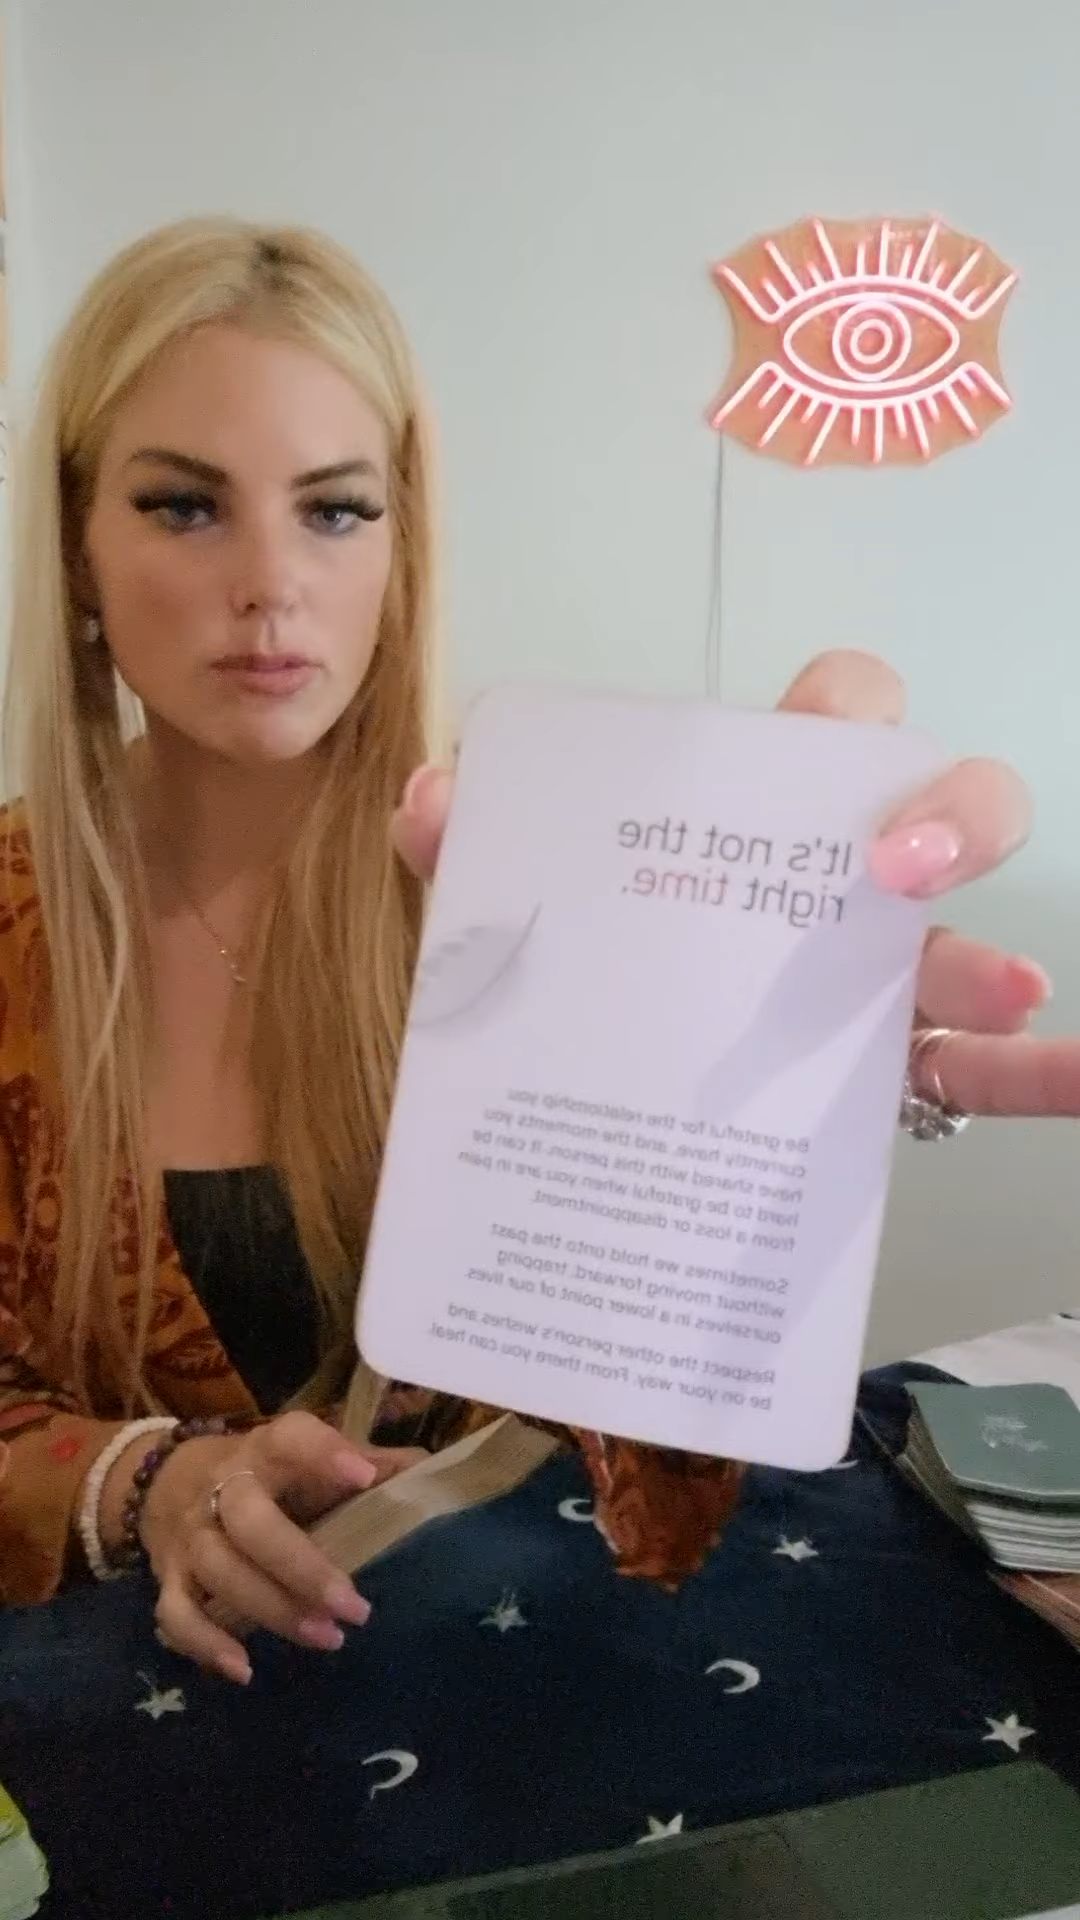 It's not the
right time.
Be grateful for the relationship you
currently have, and the moments you
have shared with this person. It can be
hard to be grateful when you are in pain
from a loss or disappointment.
Sometimes we hold onto the past
without moving forward, trapping
ourselves in a lower point of our lives.
Respect the other person's wishes and
be on your way. From there you can heal